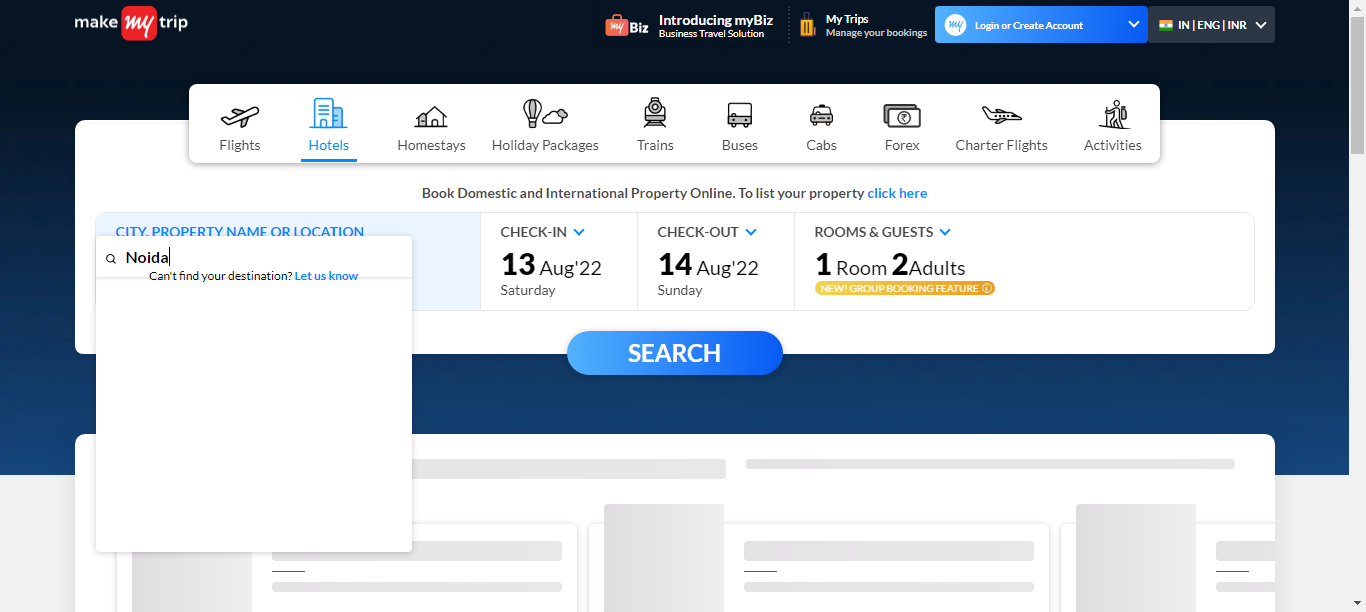 make my trip
my Biz
Introducing myBiz
Business Travel Solution
My Trips
Manage your bookings
my
Login or Create Account
IN | ENG | INR
Flights
Hotels
Homestays
Holiday Packages
Trains
Buses
Cabs
Forex
Charter Flights
Activities
Book Domestic and International Property Online. To list your property click here
CITY, PROPERTY NAME OR LOCATION
Noida
Can't find your destination? Let us know
CHECK-IN
13 Aug'22
Saturday
CHECK-OUT
14 Aug'22
Sunday
ROOMS & GUESTS
1 Room 2Adults
NEW! GROUP BOOKING FEATURE
SEARCH